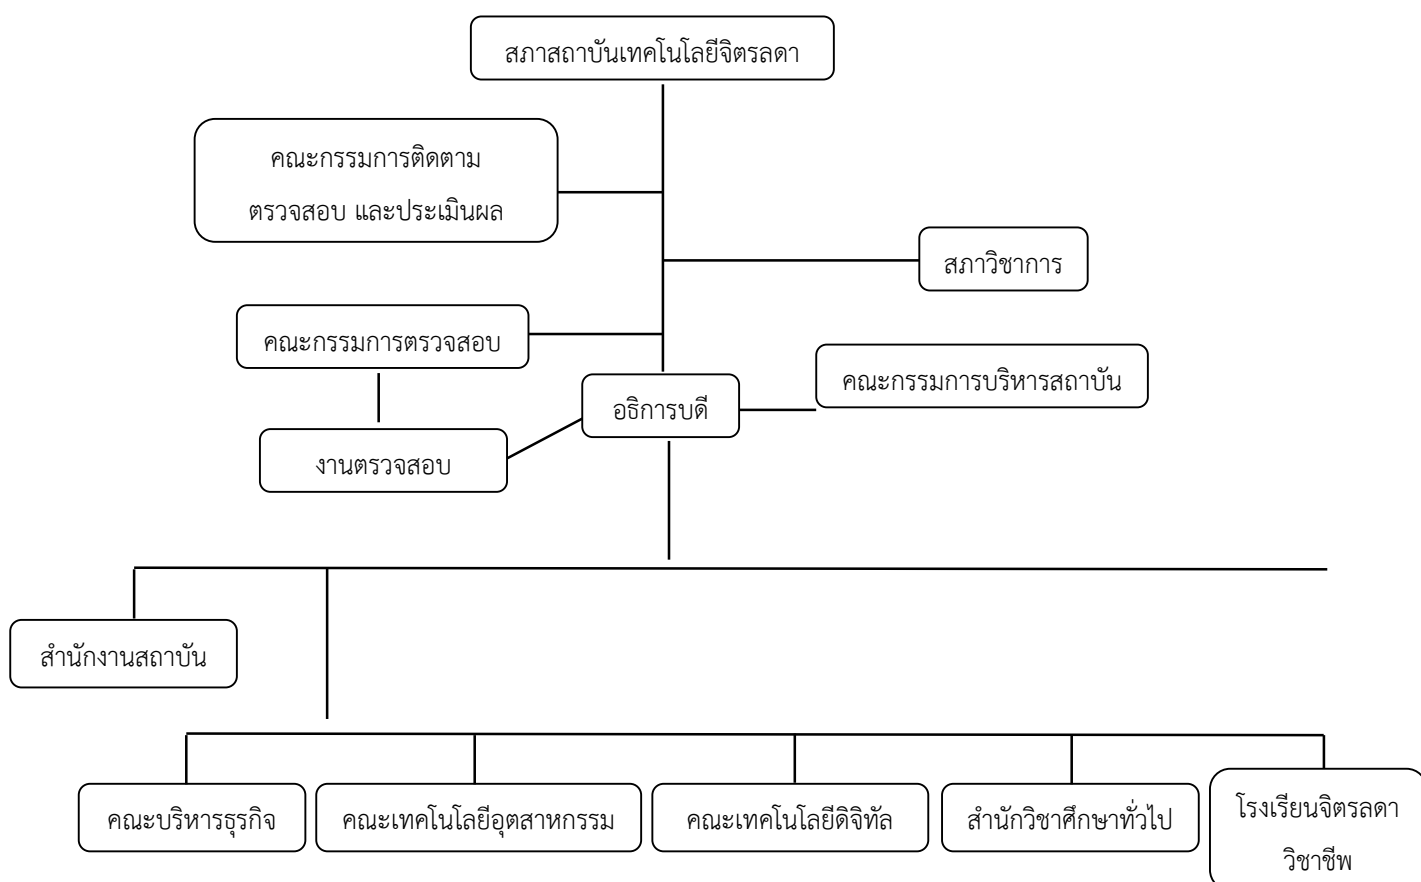 สภาสถาบันเทคโนโลยีจิตรลดา
คณะกรรมการติดตาม
ตรวจสอบ และประเมินผล
สภาวิชาการ
คณะกรรมการตรวจสอบ
คณะกรรมการบริหารสถาบัน
อธิการบดี
งานตรวจสอบ
สำนักงานสถาบัน
คณะบริหารธุรกิจ
คณะเทคโนโลยีอุตสาหกรรม
คณะเทคโนโลยีดิจิทัล
สำนักวิชาศึกษาทั่วไป
โรงเรียนจิตรลดา
วิชาชีพ